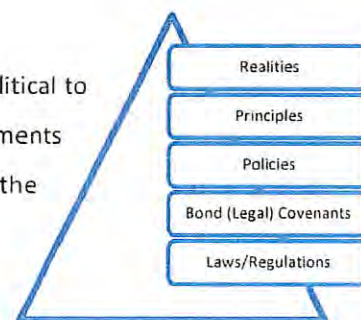 litical to
ments
the
Realities
Principles
Policies
Bond (Legal) Covenants
Laws/Regulations